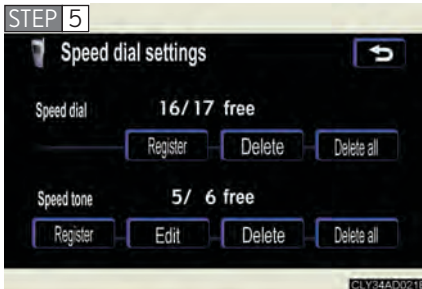 STEP 5
Speed dial settings
Speed dial 16/17 free
Register Delete Delete all
Speed tone 5/ 6 free
Register Edit Delete Delete all
CLY34AD021E